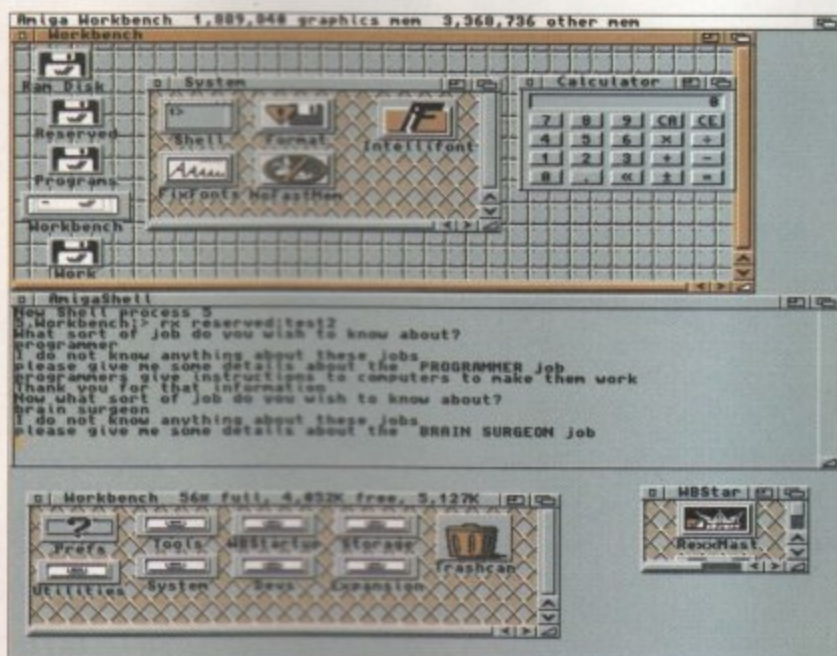 Amiga Workbench 1,889,848 graphics mem 3,368,736 other mem
Workbench
Ram Disk
Reserved
Programs
Workbench
Work
System
1>
Shell
Format
IF
Intellifont
AAaa
FixFonts
NoFastMem
Calculator
0
7 8 9 CA CE
4 5 6 × ÷
1 2 3 + -
0 . « ± =
AmigaShell
New Shell process 5
5.Workbench:> rx reserved:test2
What sort of job do you wish to know about?
programmer
I do not know anything about these jobs
please give me some details about the PROGRAMMER job
programmers give instructions to computers to make them work
Thank you for that information
Now what sort of job do you wish to know about?
brain surgeon
I do not know anything about these jobs
please give me some details about the BRAIN SURGEON job
Workbench 56% full, 4,032K free, 5,127K
?
Prefs
Tools
WBStartup
Storage
Trashcan
Utilities
System
Devs
Expansion
WBStar
RexxMast